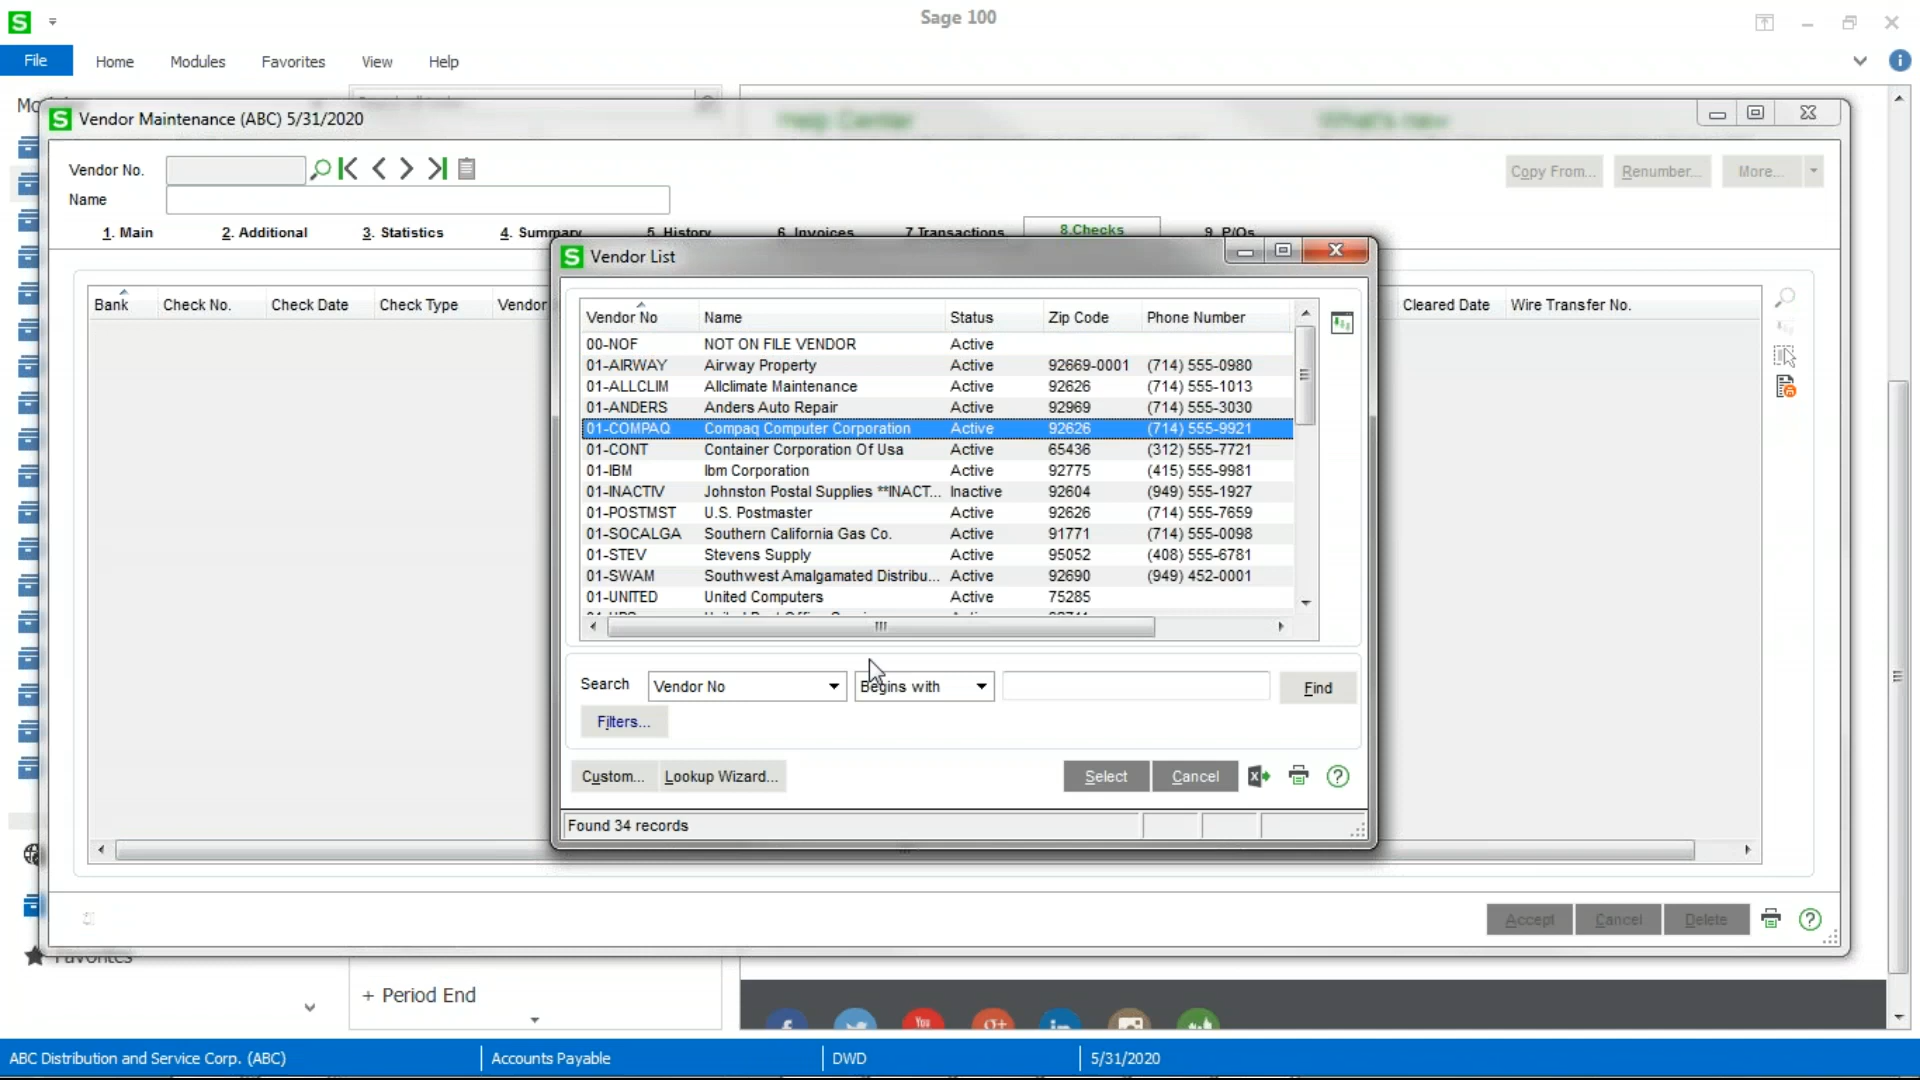 Sage 100
File Home Modules Favorites View Help
Vendor Maintenance (ABC) 5/31/2020
Vendor No.
Copy From... Renumber... More...
Name
1. Main 2. Additional 3. Statistics 4. Summary 5. History 6. Invoices 7. Transactions 8. Checks 9. P/Os
Bank Check No. Check Date Check Type Vendor Cleared Date Wire Transfer No.
Vendor List
Vendor No Name Status Zip Code Phone Number
00-NOF NOT ON FILE VENDOR Active
01-AIRWAY Airway Property Active 92669-0001 (714) 555-0980
01-ALLCLIM Allclimate Maintenance Active 92626 (714) 555-1013
01-ANDERS Anders Auto Repair Active 92969 (714) 555-3030
01-COMPAQ Compaq Computer Corporation Active 92626 (714) 555-9921
01-CONT Container Corporation Of Usa Active 65436 (312) 555-7721
01-IBM Ibm Corporation Active 92775 (415) 555-9981
01-INACTIV Johnston Postal Supplies **INACT... Inactive 92604 (949) 555-1927
01-POSTMST U.S. Postmaster Active 92626 (714) 555-7659
01-SOCALGA Southern California Gas Co. Active 91771 (714) 555-0098
01-STEV Stevens Supply Active 95052 (408) 555-6781
01-SWAM Southwest Amalgamated Distribu... Active 92690 (949) 452-0001
01-UNITED United Computers Active 75285
Search Vendor No Begins with Find
Filters...
Custom... Lookup Wizard... Select Cancel
Found 34 records
Accept Cancel Delete
Favorites
+ Period End
ABC Distribution and Service Corp. (ABC) Accounts Payable DWD 5/31/2020